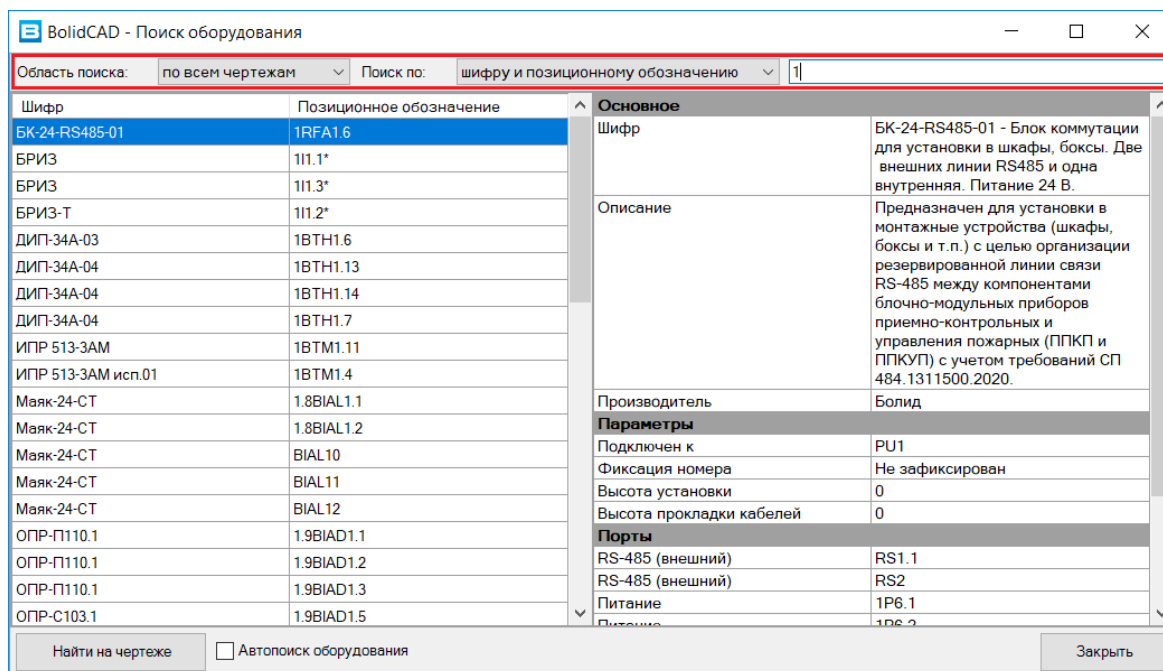 BolidCAD - Поиск оборудования
Область поиска: по всем чертежам Поиск по: шифру и позиционному обозначению 1
Шифр Позиционное обозначение
БК-24-RS485-01 1RFA1.6
БРИЗ 1I1.1*
БРИЗ 1I1.3*
БРИЗ-Т 1I1.2*
ДИП-34А-03 1BTH1.6
ДИП-34А-04 1BTH1.13
ДИП-34А-04 1BTH1.14
ДИП-34А-04 1BTH1.7
ИПР 513-3АМ 1BTM1.11
ИПР 513-3АМ исп.01 1BTM1.4
Маяк-24-СТ 1.8BIAL1.1
Маяк-24-СТ 1.8BIAL1.2
Маяк-24-СТ BIAL10
Маяк-24-СТ BIAL11
Маяк-24-СТ BIAL12
ОПР-П110.1 1.9BIAD1.1
ОПР-П110.1 1.9BIAD1.2
ОПР-П110.1 1.9BIAD1.3
ОПР-С103.1 1.9BIAD1.5
Основное
Шифр БК-24-RS485-01 - Блок коммутации
для установки в шкафы, боксы. Две
внешних линии RS485 и одна
внутренняя. Питание 24 В.
Описание Предназначен для установки в
монтажные устройства (шкафы,
боксы и т.п.) с целью организации
резервированной линии связи
RS-485 между компонентами
блочно-модульных приборов
приемно-контрольных и
управления пожарных (ППКП и
ППКУП) с учетом требований СП
484.1311500.2020.
Производитель Болид
Параметры
Подключен к PU1
Фиксация номера Не зафиксирован
Высота установки 0
Высота прокладки кабелей 0
Порты
RS-485 (внешний) RS1.1
RS-485 (внешний) RS2
Питание 1P6.1
Питание 1P6.2
Найти на чертеже Автопоиск оборудования Закрыть